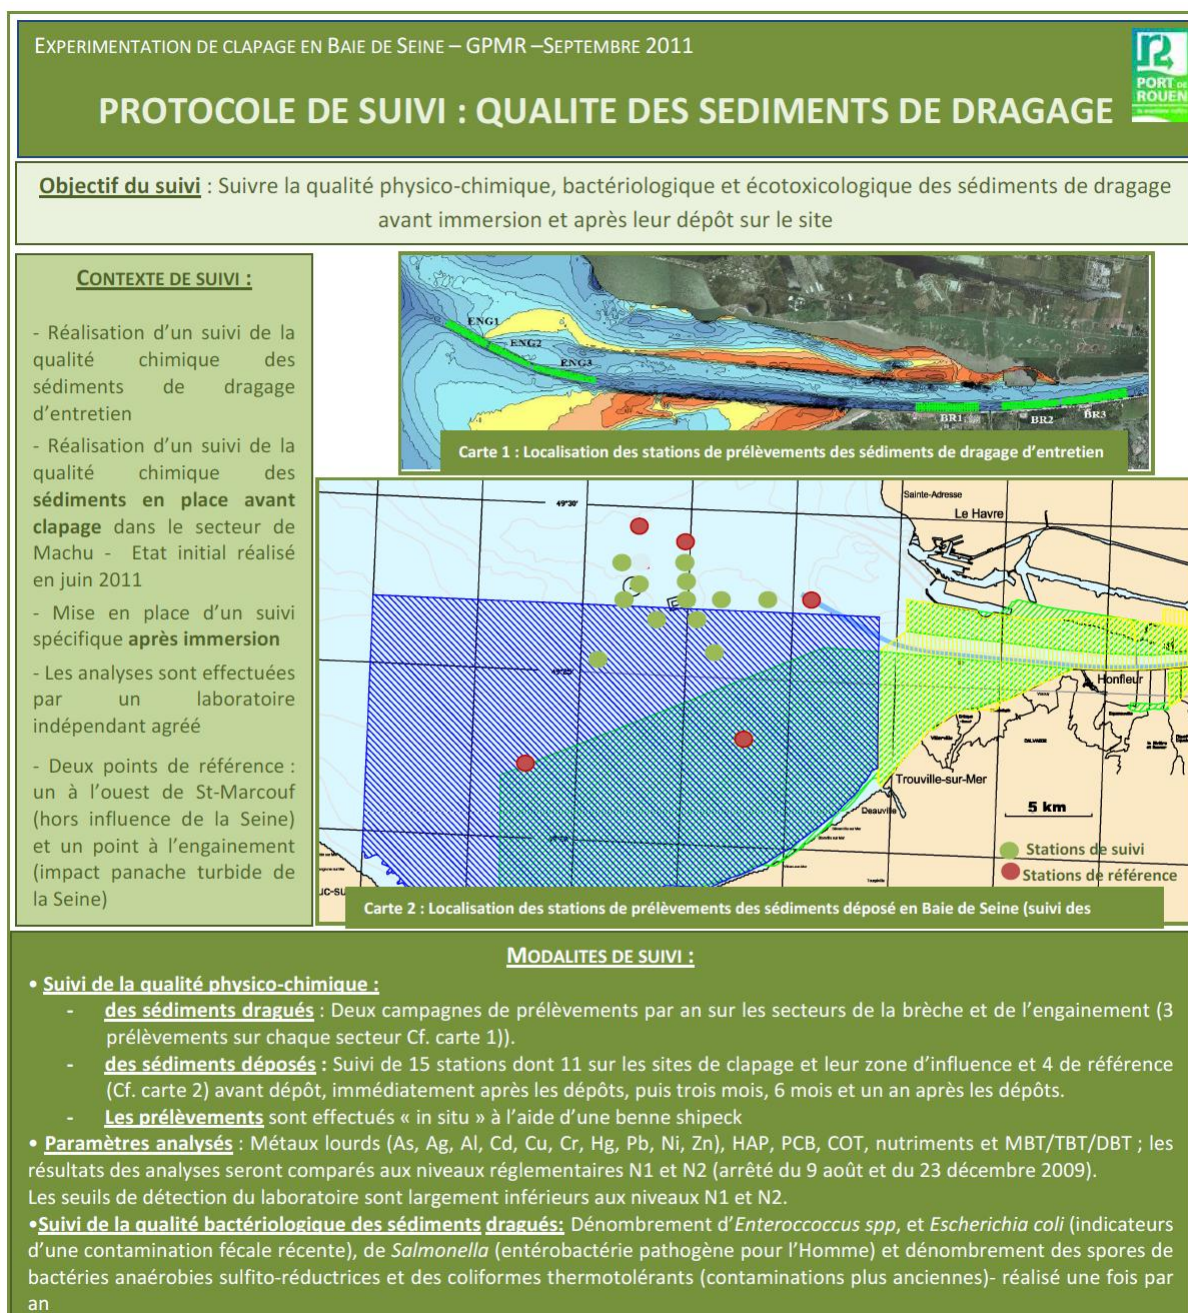 EXPERIMENTATION DE CLAPAGE EN BAIE DE SEINE – GPMR –SEPTEMBRE 2011
PORT DE
ROUEN
PROTOCOLE DE SUIVI : QUALITE DES SEDIMENTS DE DRAGAGE
Objectif du suivi : Suivre la qualité physico-chimique, bactériologique et écotoxicologique des sédiments de dragage
avant immersion et après leur dépôt sur le site
CONTEXTE DE SUIVI :
- Réalisation d’un suivi de la
qualité chimique des
sédiments de dragage
d’entretien
- Réalisation d’un suivi de la
qualité chimique des
sédiments en place avant
clapage dans le secteur de
Machu - Etat initial réalisé
en juin 2011
- Mise en place d’un suivi
spécifique après immersion
- Les analyses sont effectuées
par un laboratoire
indépendant agréé
- Deux points de référence :
un à l’ouest de St-Marcouf
(hors influence de la Seine)
et un point à l’engainement
(impact panache turbide de
la Seine)
ENG1
ENG2
ENG3
BR1
BR2
BR3
Carte 1 : Localisation des stations de prélèvements des sédiments de dragage d’entretien
Sainte-Adresse
Le Havre
Honfleur
Villerville
Trouville-sur-Mer
Deauville
5 km
Stations de suivi
Stations de référence
Carte 2 : Localisation des stations de prélèvements des sédiments déposé en Baie de Seine (suivi des
MODALITES DE SUIVI :
• Suivi de la qualité physico-chimique :
- des sédiments dragués : Deux campagnes de prélèvements par an sur les secteurs de la brèche et de l’engainement (3
prélèvements sur chaque secteur Cf. carte 1)).
- des sédiments déposés : Suivi de 15 stations dont 11 sur les sites de clapage et leur zone d’influence et 4 de référence
(Cf. carte 2) avant dépôt, immédiatement après les dépôts, puis trois mois, 6 mois et un an après les dépôts.
- Les prélèvements sont effectués « in situ » à l’aide d’une benne shipeck
• Paramètres analysés : Métaux lourds (As, Ag, Al, Cd, Cu, Cr, Hg, Pb, Ni, Zn), HAP, PCB, COT, nutriments et MBT/TBT/DBT ; les
résultats des analyses seront comparés aux niveaux réglementaires N1 et N2 (arrêté du 9 août et du 23 décembre 2009).
Les seuils de détection du laboratoire sont largement inférieurs aux niveaux N1 et N2.
•Suivi de la qualité bactériologique des sédiments dragués: Dénombrement d’Enteroccoccus spp, et Escherichia coli (indicateurs
d’une contamination fécale récente), de Salmonella (entérobactérie pathogène pour l’Homme) et dénombrement des spores de
bactéries anaérobies sulfito-réductrices et des coliformes thermotolérants (contaminations plus anciennes)- réalisé une fois par
an